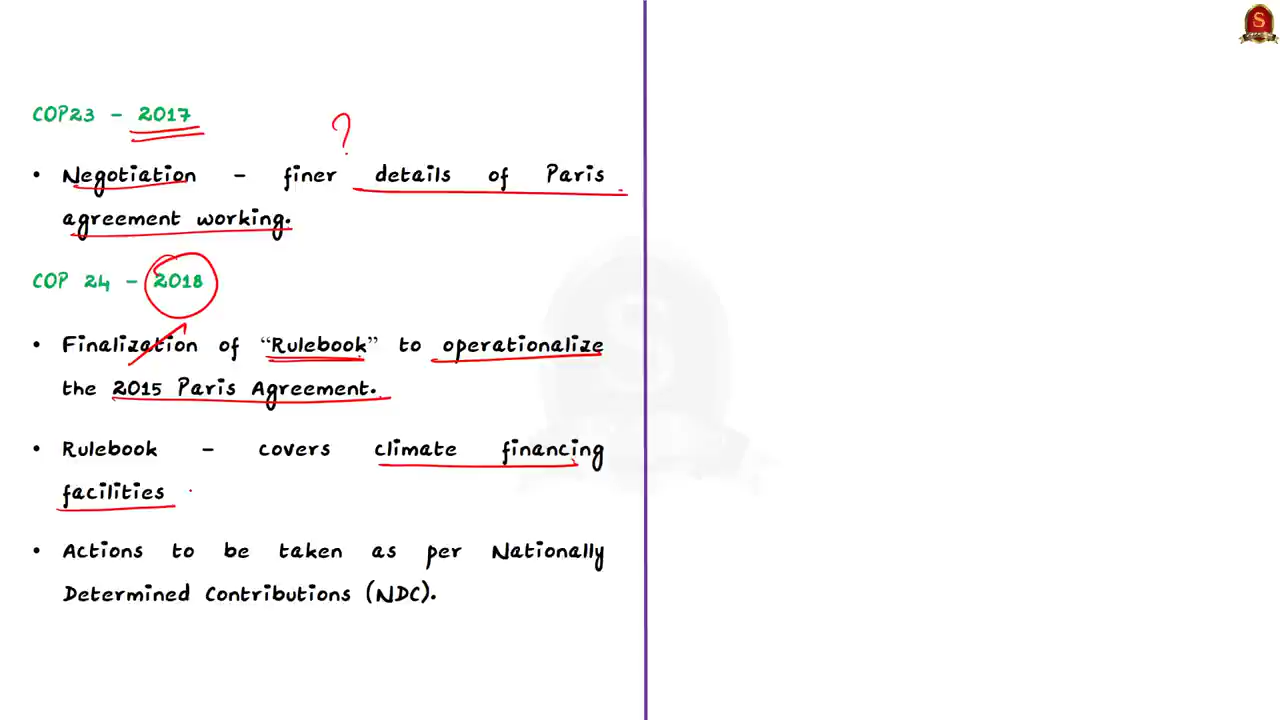 COP23 - 2017
?
• Negotiation - finer details of Paris
agreement working.
COP 24 - 2018
• Finalization of “Rulebook” to operationalize
the 2015 Paris Agreement.
• Rulebook - covers climate financing
facilities
• Actions to be taken as per Nationally
Determined Contributions (NDC).
S
S